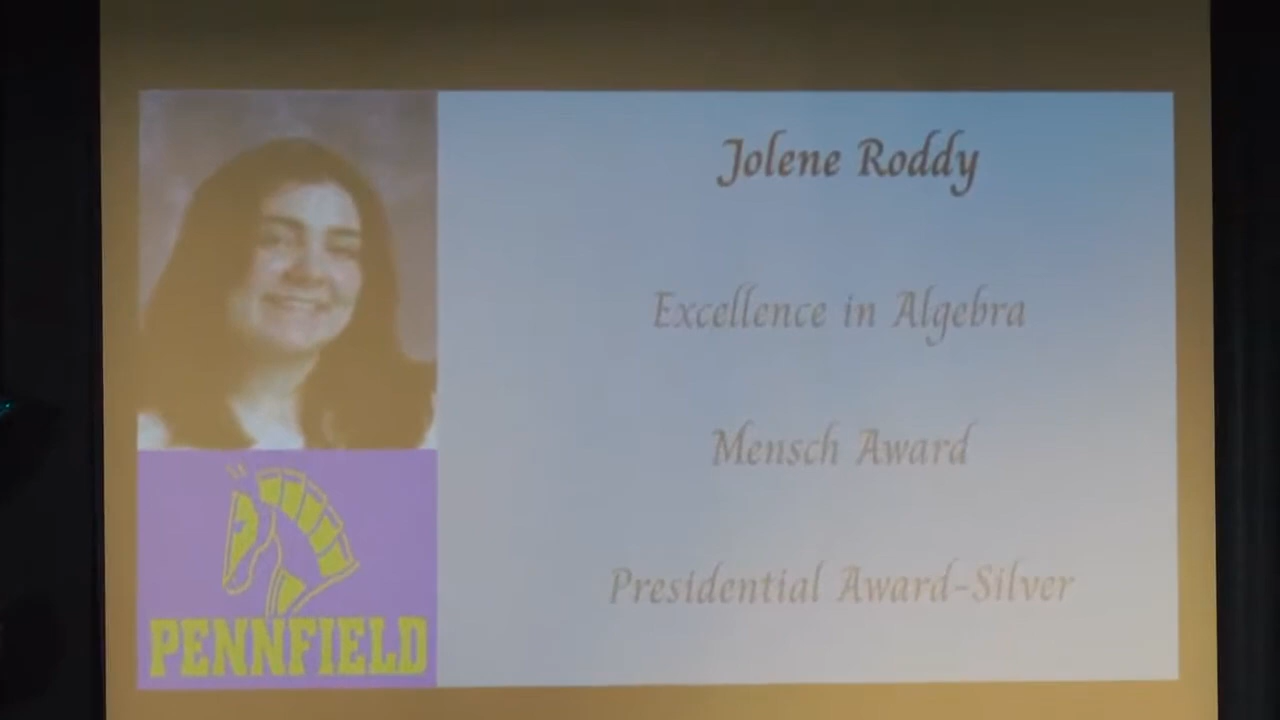 Jolene Roddy
Excellence in Algebra
Mensch Award
Presidential Award-Silver
PENNFIELD